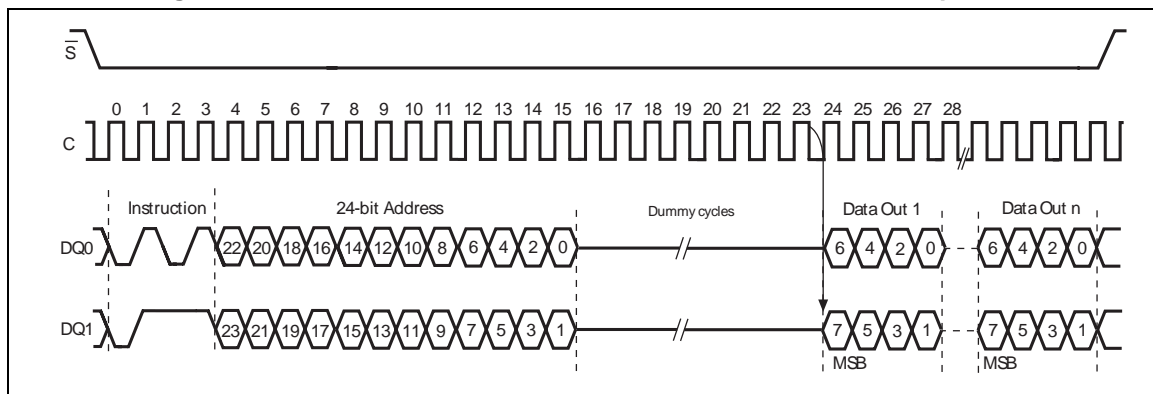 S
0 1 2 3 4 5 6 7 8 9 10 11 12 13 14 15 16 17 18 19 20 21 22 23 24 25 26 27 28
C
Instruction 24-bit Address Dummy cycles Data Out 1 Data Out n
DQ0 22 20 18 16 14 12 10 8 6 4 2 0 6 4 2 0 6 4 2 0
DQ1 23 21 19 17 15 13 11 9 7 5 3 1 7 5 3 1 7 5 3 1
MSB MSB